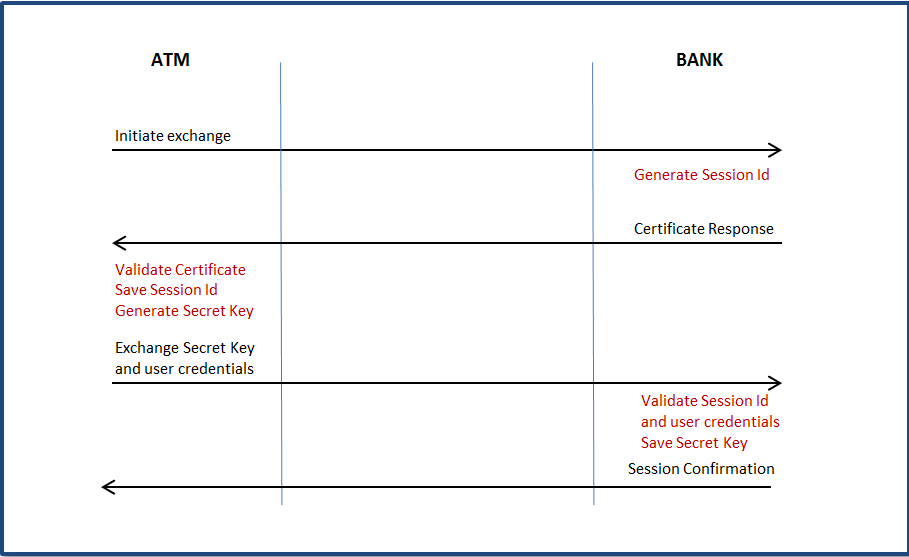 ATM
BANK
Initiate exchange
Generate Session Id
Certificate Response
Validate Certificate
Save Session Id
Generate Secret Key
Exchange Secret Key
and user credentials
Validate Session Id
and user credentials
Save Secret Key
Session Confirmation